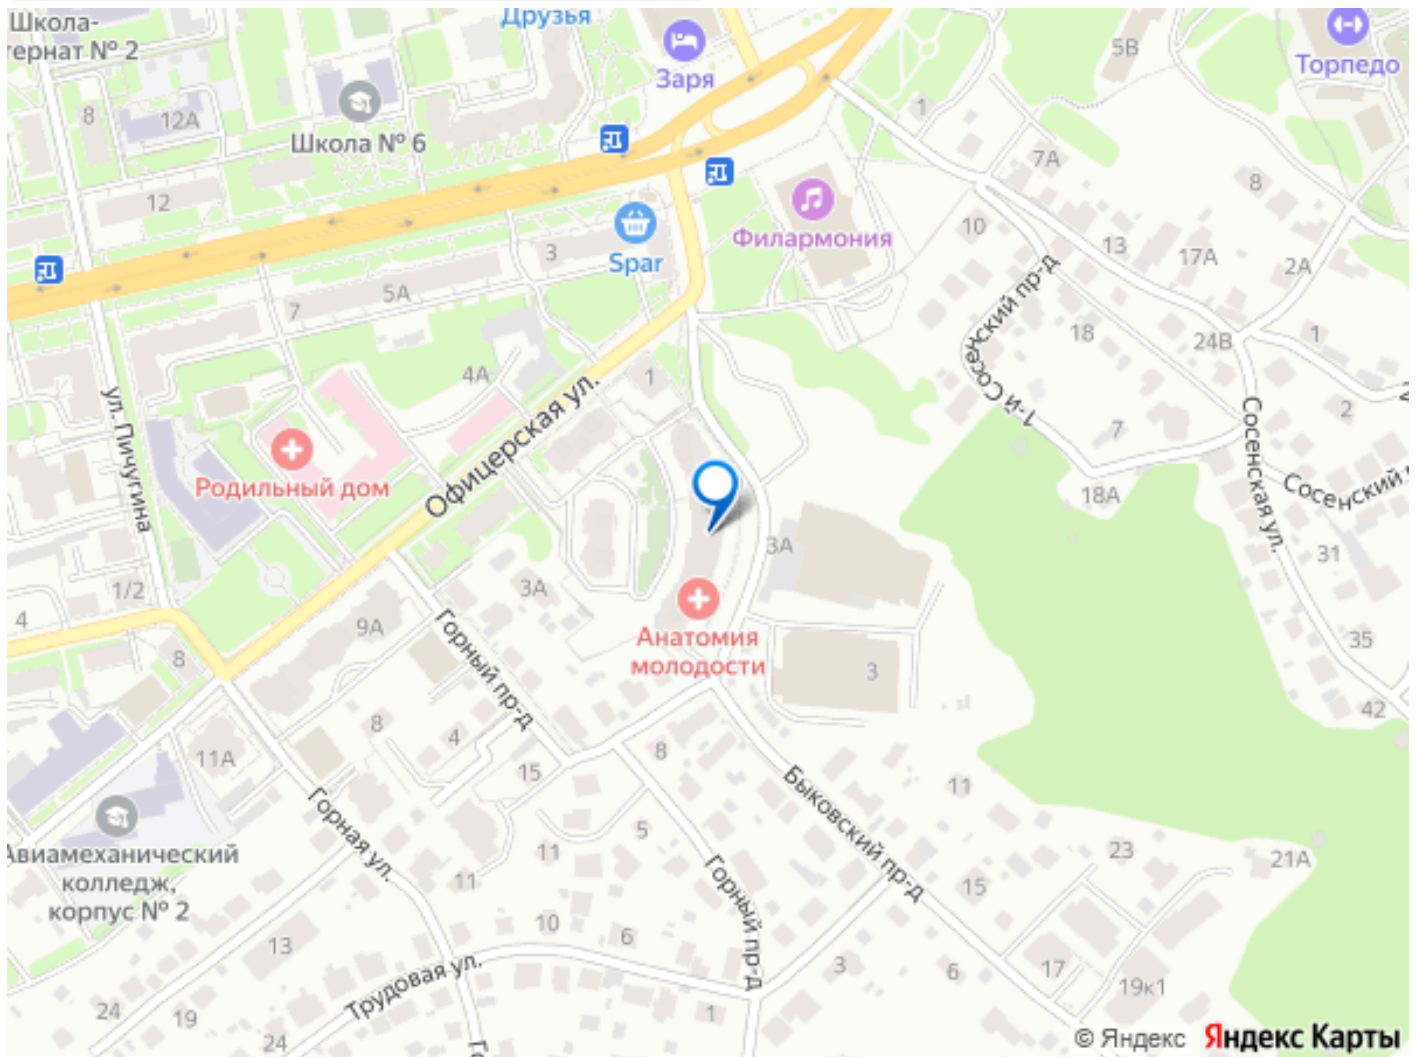 Школа-
тернат № 2
Друзья
Заря
5В
Торпедо
8
12А
Школа № 6
1
7А
8
12
Филармония
10
13
17А
2А
3
Spar
5А
7
1-й Сосенский пр-д
18
24В
1
4А
1
2
ул. Пичугина
Офицерская ул.
7
Сосенская ул.
Родильный дом
18А
Сосенский
3А
31
1/2
3А
4
9А
Горный пр-д
Анатомия
молодости
35
8
3
42
8
4
11А
15
8
Быковский пр-д
11
Горная ул.
5
Авиамеханический
колледж,
корпус № 2
11
11
Горный пр-д
23
21А
15
13
10
6
Трудовая ул.
3
6
17
19к1
24
19
1
24
Го
© Яндекс Яндекс Карты